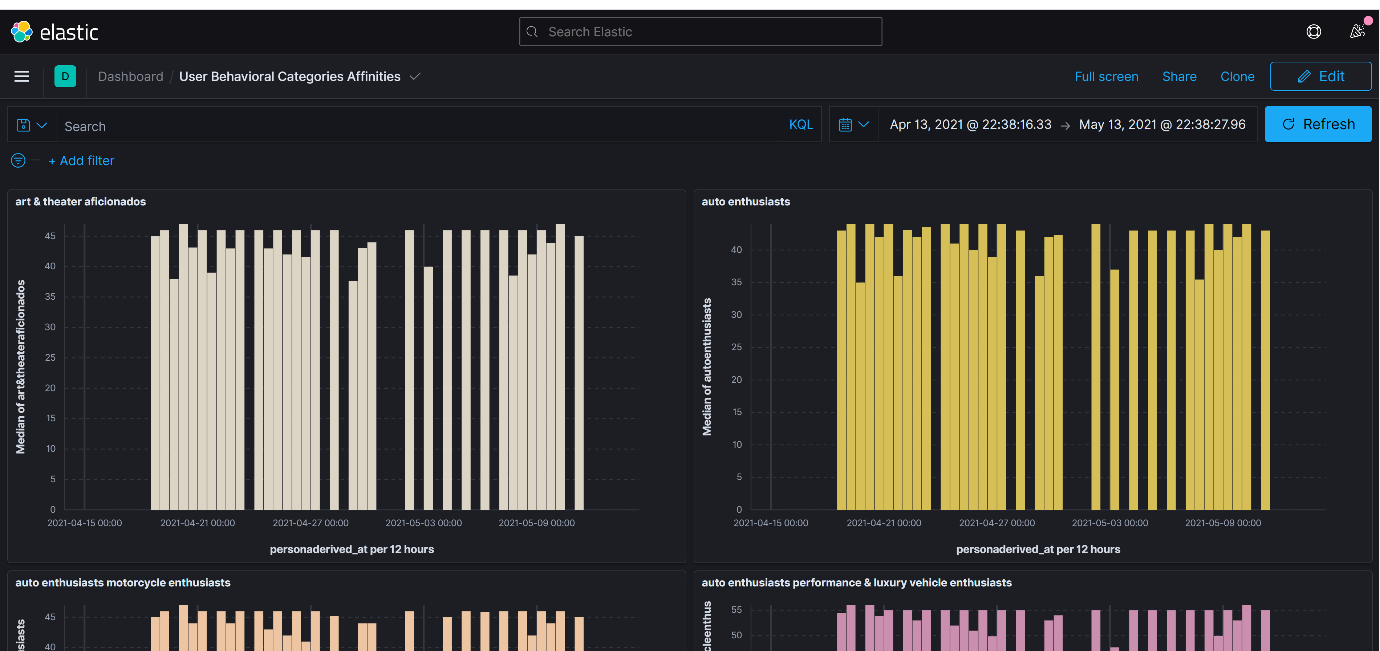 elastic
Search Elastic
D
Dashboard / User Behavioral Categories Affinities
Full screen
Share
Clone
Edit
Search
KQL
Apr 13, 2021 @ 22:38:16.33 → May 13, 2021 @ 22:38:27.96
Refresh
+ Add filter
art & theater aficionados
Median of art&theateraficionados
45
40
35
30
25
20
15
10
5
0
2021-04-15 00:00 2021-04-21 00:00 2021-04-27 00:00 2021-05-03 00:00 2021-05-09 00:00
personaderived_at per 12 hours
auto enthusiasts
Median of autoenthusiasts
40
35
30
25
20
15
10
5
0
2021-04-15 00:00 2021-04-21 00:00 2021-04-27 00:00 2021-05-03 00:00 2021-05-09 00:00
personaderived_at per 12 hours
auto enthusiasts motorcycle enthusiasts
45
40
auto enthusiasts performance & luxury vehicle enthusiasts
55
50